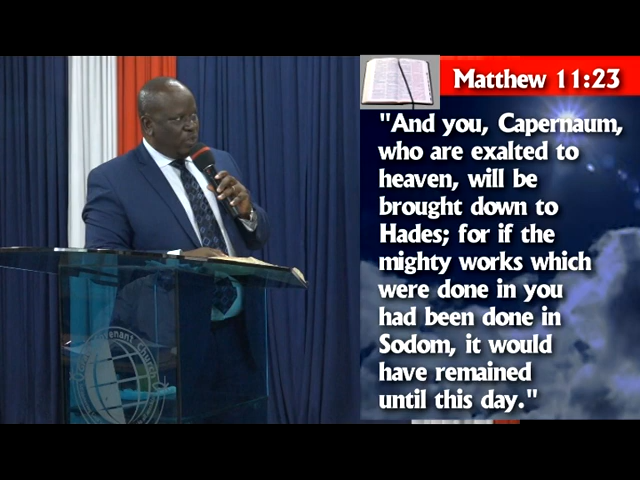 Matthew 11:23
"And you, Capernaum,
who are exalted to
heaven, will be
brought down to
Hades; for if the
mighty works which
were done in you
had been done in
Sodom, it would
have remained
until this day."
Covenant Church